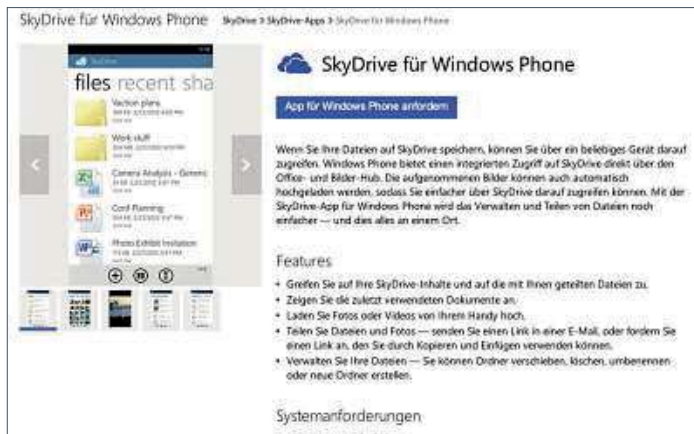 SkyDrive für Windows Phone SkyDrive > SkyDrive-Apps > SkyDrive für Windows Phone
SkyDrive
files recent sha
Vaction plans
Work stuff
Camera Analysis - Generic
Conf Planning
Photo Exhibit Invitation
SkyDrive für Windows Phone
App für Windows Phone anfordern
Wenn Sie Ihre Dateien auf SkyDrive speichern, können Sie über ein beliebiges Gerät darauf
zugreifen. Windows Phone bietet einen integrierten Zugriff auf SkyDrive direkt über den
Office- und Bilder-Hub. Die aufgenommenen Bilder können auch automatisch
hochgeladen werden, sodass Sie einfacher über SkyDrive darauf zugreifen können. Mit der
SkyDrive-App für Windows Phone wird das Verwalten und Teilen von Dateien noch
einfacher — und dies alles an einem Ort.
Features
• Greifen Sie auf Ihre SkyDrive-Inhalte und auf die mit Ihnen geteilten Dateien zu.
• Zeigen Sie die zuletzt verwendeten Dokumente an.
• Laden Sie Fotos oder Videos von Ihrem Handy hoch.
• Teilen Sie Dateien und Fotos — senden Sie einen Link in einer E-Mail, oder fordern Sie
einen Link an, den Sie durch Kopieren und Einfügen verwenden können.
• Verwalten Sie Ihre Dateien — Sie können Ordner verschieben, löschen, umbenennen
oder neue Ordner erstellen.
Systemanforderungen